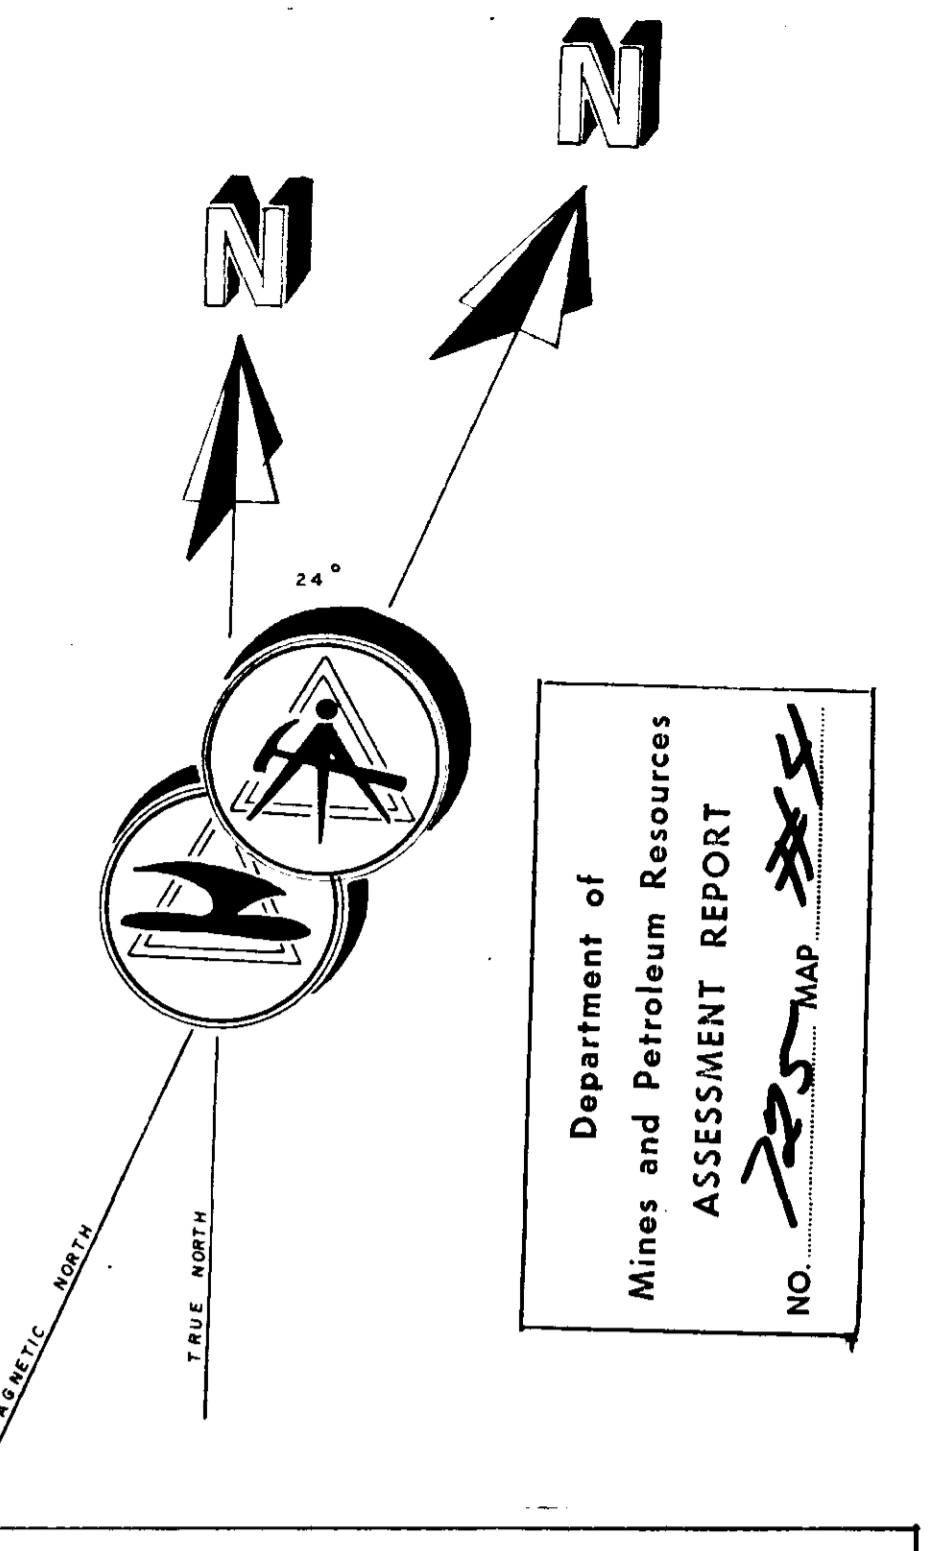 N
N
24°
MAGNETIC NORTH
TRUE NORTH
Department of
Mines and Petroleum Resources
ASSESSMENT REPORT
NO. 725 MAP #4